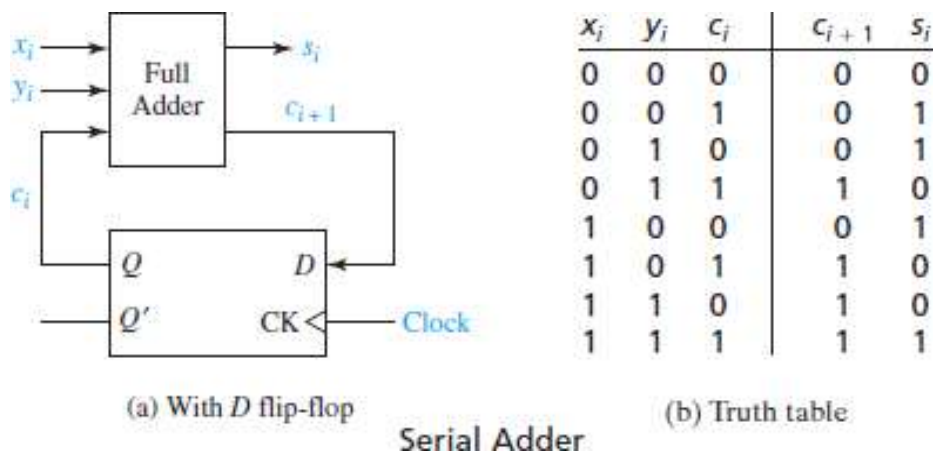 xᵢ
yᵢ
Full
Adder
sᵢ
cᵢ₊₁
cᵢ
Q
D
Q′
CK
Clock
(a) With D flip-flop
xᵢ yᵢ cᵢ cᵢ₊₁ sᵢ
0 0 0 0 0
0 0 1 0 1
0 1 0 0 1
0 1 1 1 0
1 0 0 0 1
1 0 1 1 0
1 1 0 1 0
1 1 1 1 1
(b) Truth table
Serial Adder